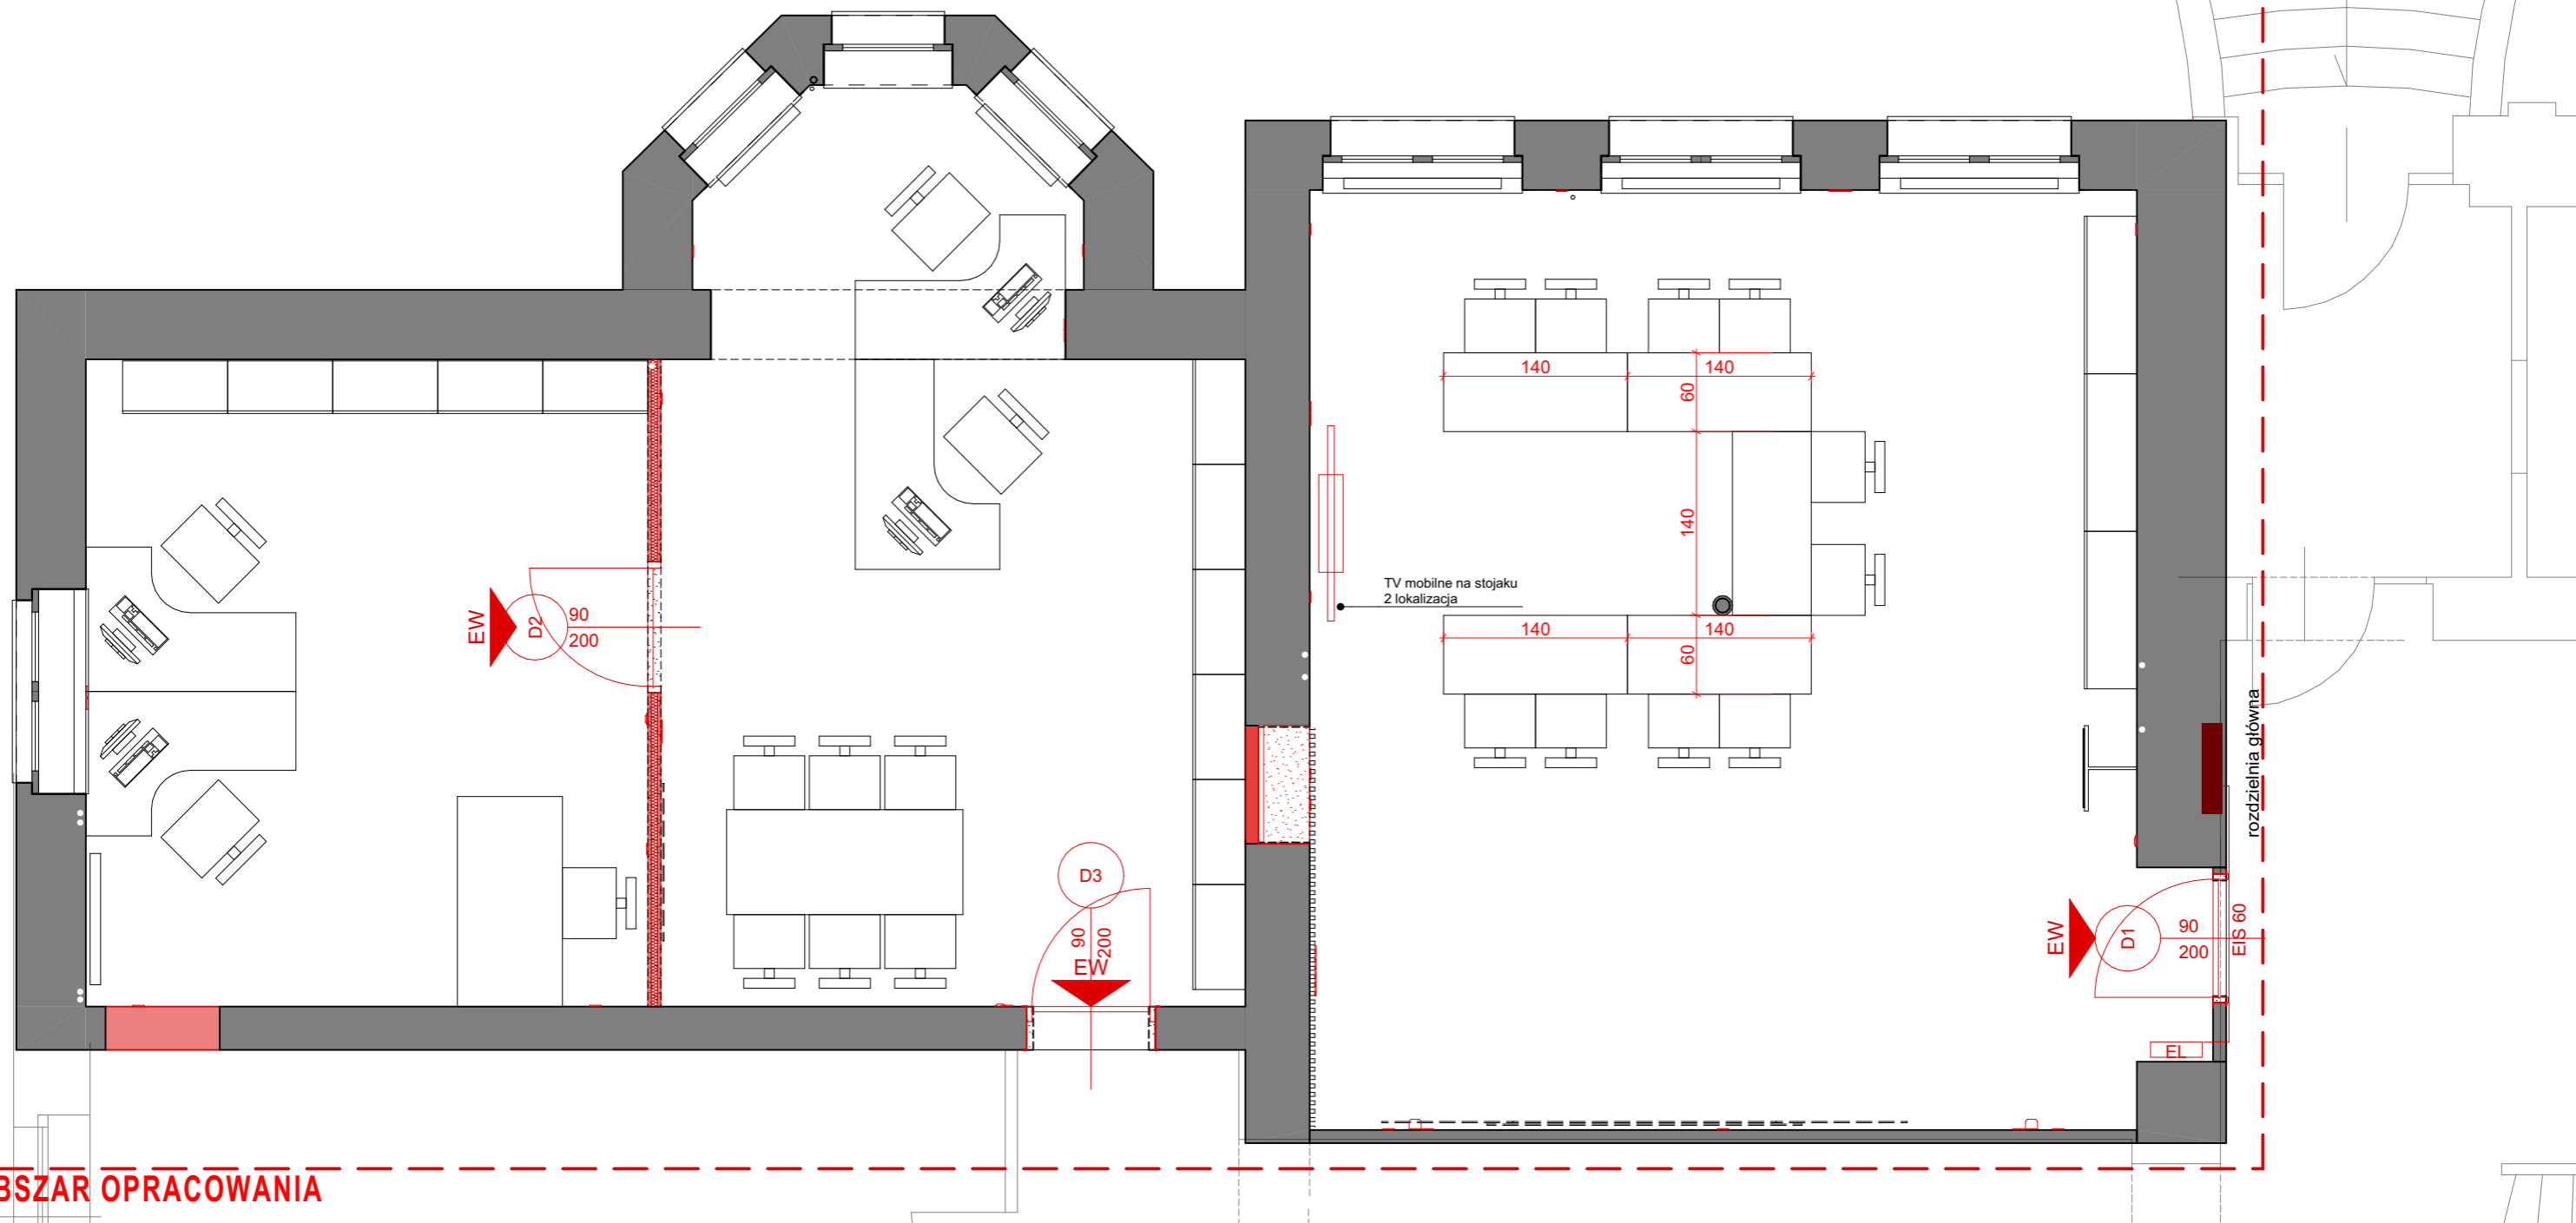 140
140
60
140
TV mobilne na stojaku
2 lokalizacja
140
140
60
EW
D2
90
200
D3
90
200
EW
EW
D1
90
200
EIS 60
rozdzielnia główna
EL
BSZAR OPRACOWANIA